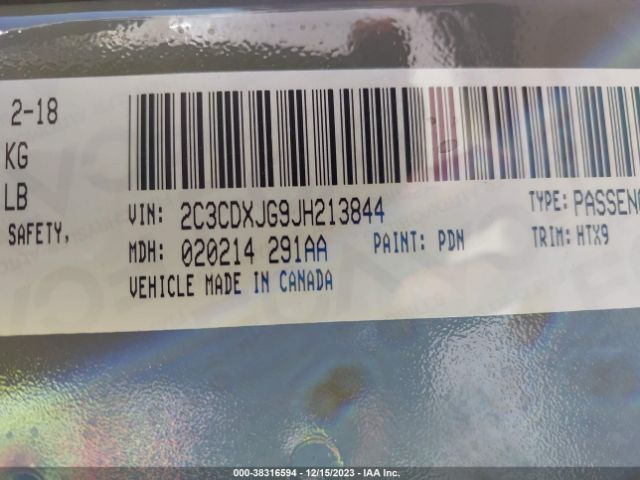 2-18
KG
LB
SAFETY,
VIN: 2C3CDXJG9JH213844
TYPE: PASSENG
MDH: 020214 291AA
PAINT: PDN
TRIM: HTX9
VEHICLE MADE IN CANADA
000-38316594 - 12/15/2023 - IAA Inc.